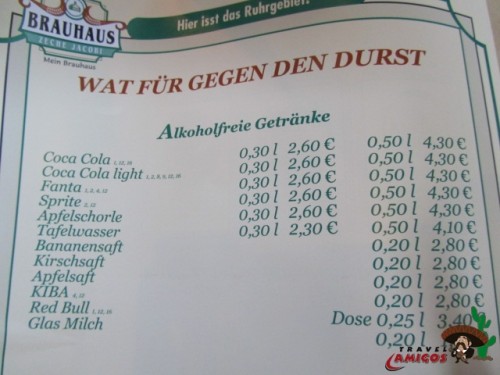 BRAUHAUS
ZECHE JACOBI
Mein Brauhaus
Hier isst das Ruhrgebiet!
WAT FÜR GEGEN DEN DURST
Alkoholfreie Getränke
Coca Cola 0,30 l 2,60 € 0,50 l 4,30 €
Coca Cola light 0,30 l 2,60 € 0,50 l 4,30 €
Fanta 0,30 l 2,60 € 0,50 l 4,30 €
Sprite 0,30 l 2,60 € 0,50 l 4,30 €
Apfelschorle 0,30 l 2,60 € 0,50 l 4,30 €
Tafelwasser 0,30 l 2,30 € 0,50 l 4,10 €
Bananensaft 0,20 l 2,80 €
Kirschsaft 0,20 l 2,80 €
Apfelsaft 0,20 l 2,80 €
KIBA 0,20 l 2,80 €
Red Bull Dose 0,25 l 3,40 €
Glas Milch 0,20 l
TRAVEL
AMIGOS